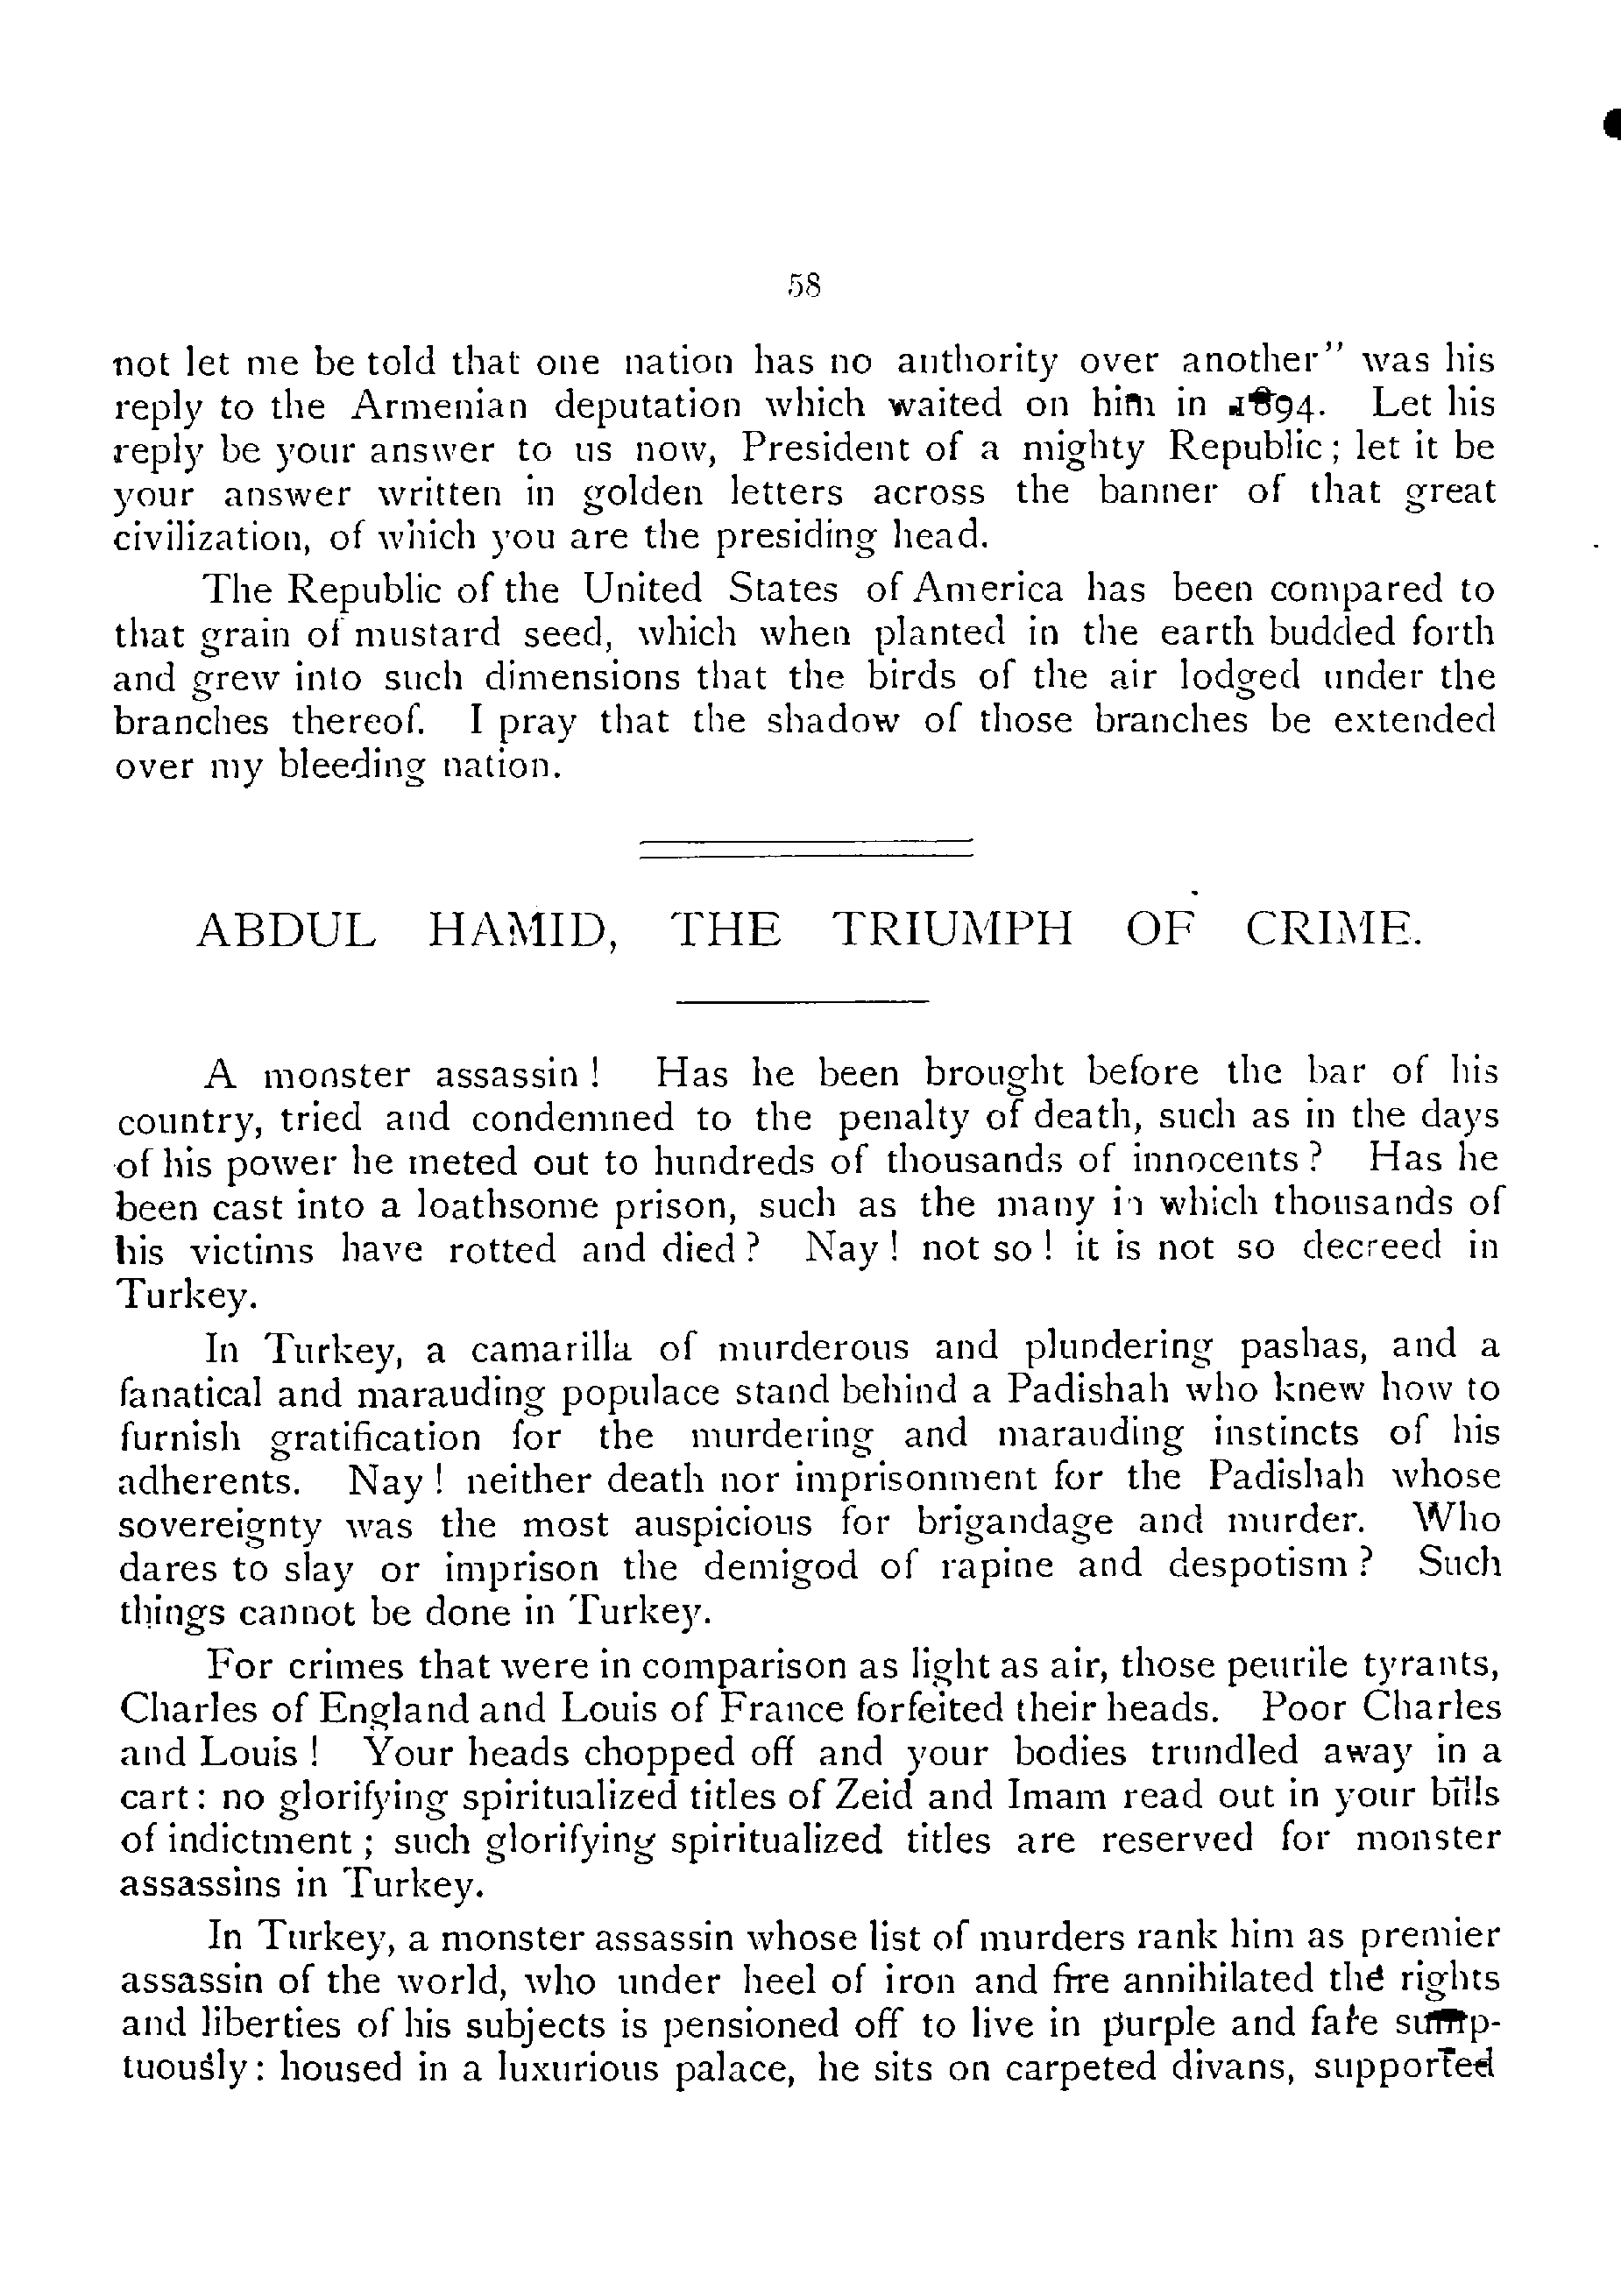 58
not let me be told that one nation has no authority over another" was his
reply to the Armenian deputation which waited on him in 1894. Let his
reply be your answer to us now, President of a mighty Republic; let it be
your answer written in golden letters across the banner of that great
civilization, of which you are the presiding head.
The Republic of the United States of America has been compared to
that grain of mustard seed, which when planted in the earth budded forth
and grew into such dimensions that the birds of the air lodged under the
branches thereof. I pray that the shadow of those branches be extended
over my bleeding nation.
ABDUL HAMID, THE TRIUMPH OF CRIME.
A monster assassin! Has he been brought before the bar of his
country, tried and condemned to the penalty of death, such as in the days
of his power he meted out to hundreds of thousands of innocents? Has he
been cast into a loathsome prison, such as the many in which thousands of
his victims have rotted and died? Nay! not so! it is not so decreed in
Turkey.
In Turkey, a camarilla of murderous and plundering pashas, and a
fanatical and marauding populace stand behind a Padishah who knew how to
furnish gratification for the murdering and marauding instincts of his
adherents. Nay! neither death nor imprisonment for the Padishah whose
sovereignty was the most auspicious for brigandage and murder. Who
dares to slay or imprison the demigod of rapine and despotism? Such
things cannot be done in Turkey.
For crimes that were in comparison as light as air, those peurile tyrants,
Charles of England and Louis of France forfeited their heads. Poor Charles
and Louis! Your heads chopped off and your bodies trundled away in a
cart: no glorifying spiritualized titles of Zeid and Imam read out in your bills
of indictment; such glorifying spiritualized titles are reserved for monster
assassins in Turkey.
In Turkey, a monster assassin whose list of murders rank him as premier
assassin of the world, who under heel of iron and fire annihilated the rights
and liberties of his subjects is pensioned off to live in purple and fare sump-
tuously: housed in a luxurious palace, he sits on carpeted divans, supported